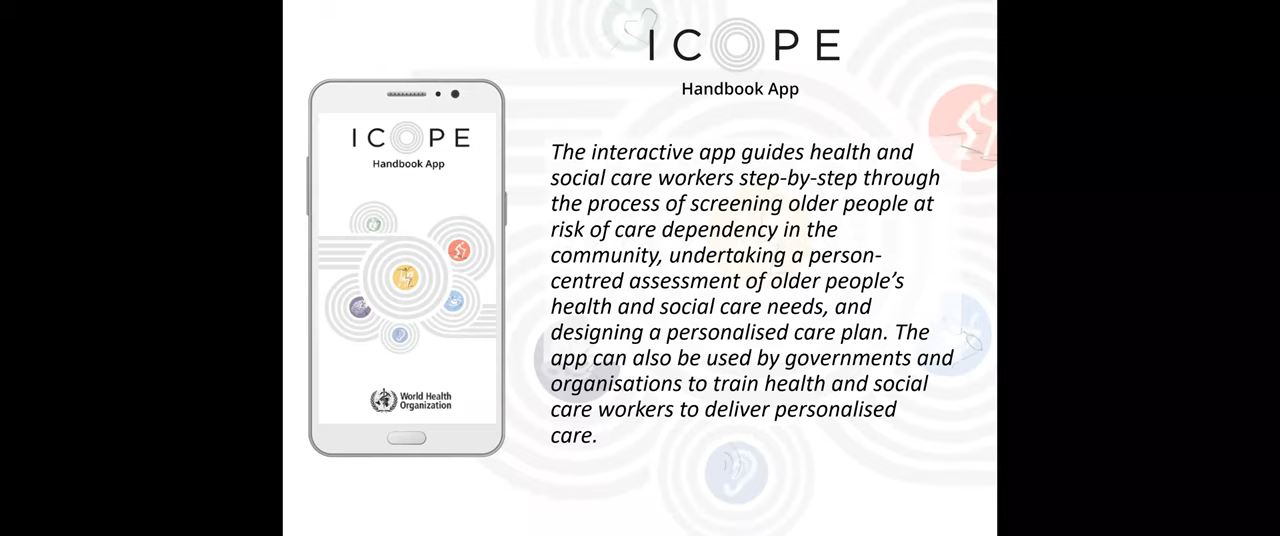 ICOPE
Handbook App
ICOPE
Handbook App
World Health
Organization
The interactive app guides health and
social care workers step-by-step through
the process of screening older people at
risk of care dependency in the
community, undertaking a person-
centred assessment of older people’s
health and social care needs, and
designing a personalised care plan. The
app can also be used by governments and
organisations to train health and social
care workers to deliver personalised
care.